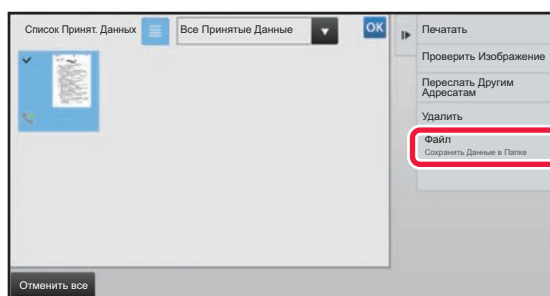 Список Принят. Данных
Все Принятые Данные
OK
Печатать
Проверить Изображение
Переслать Другим
Адресатам
Удалить
Файл
Сохранить Данные в Папке
Отменить все